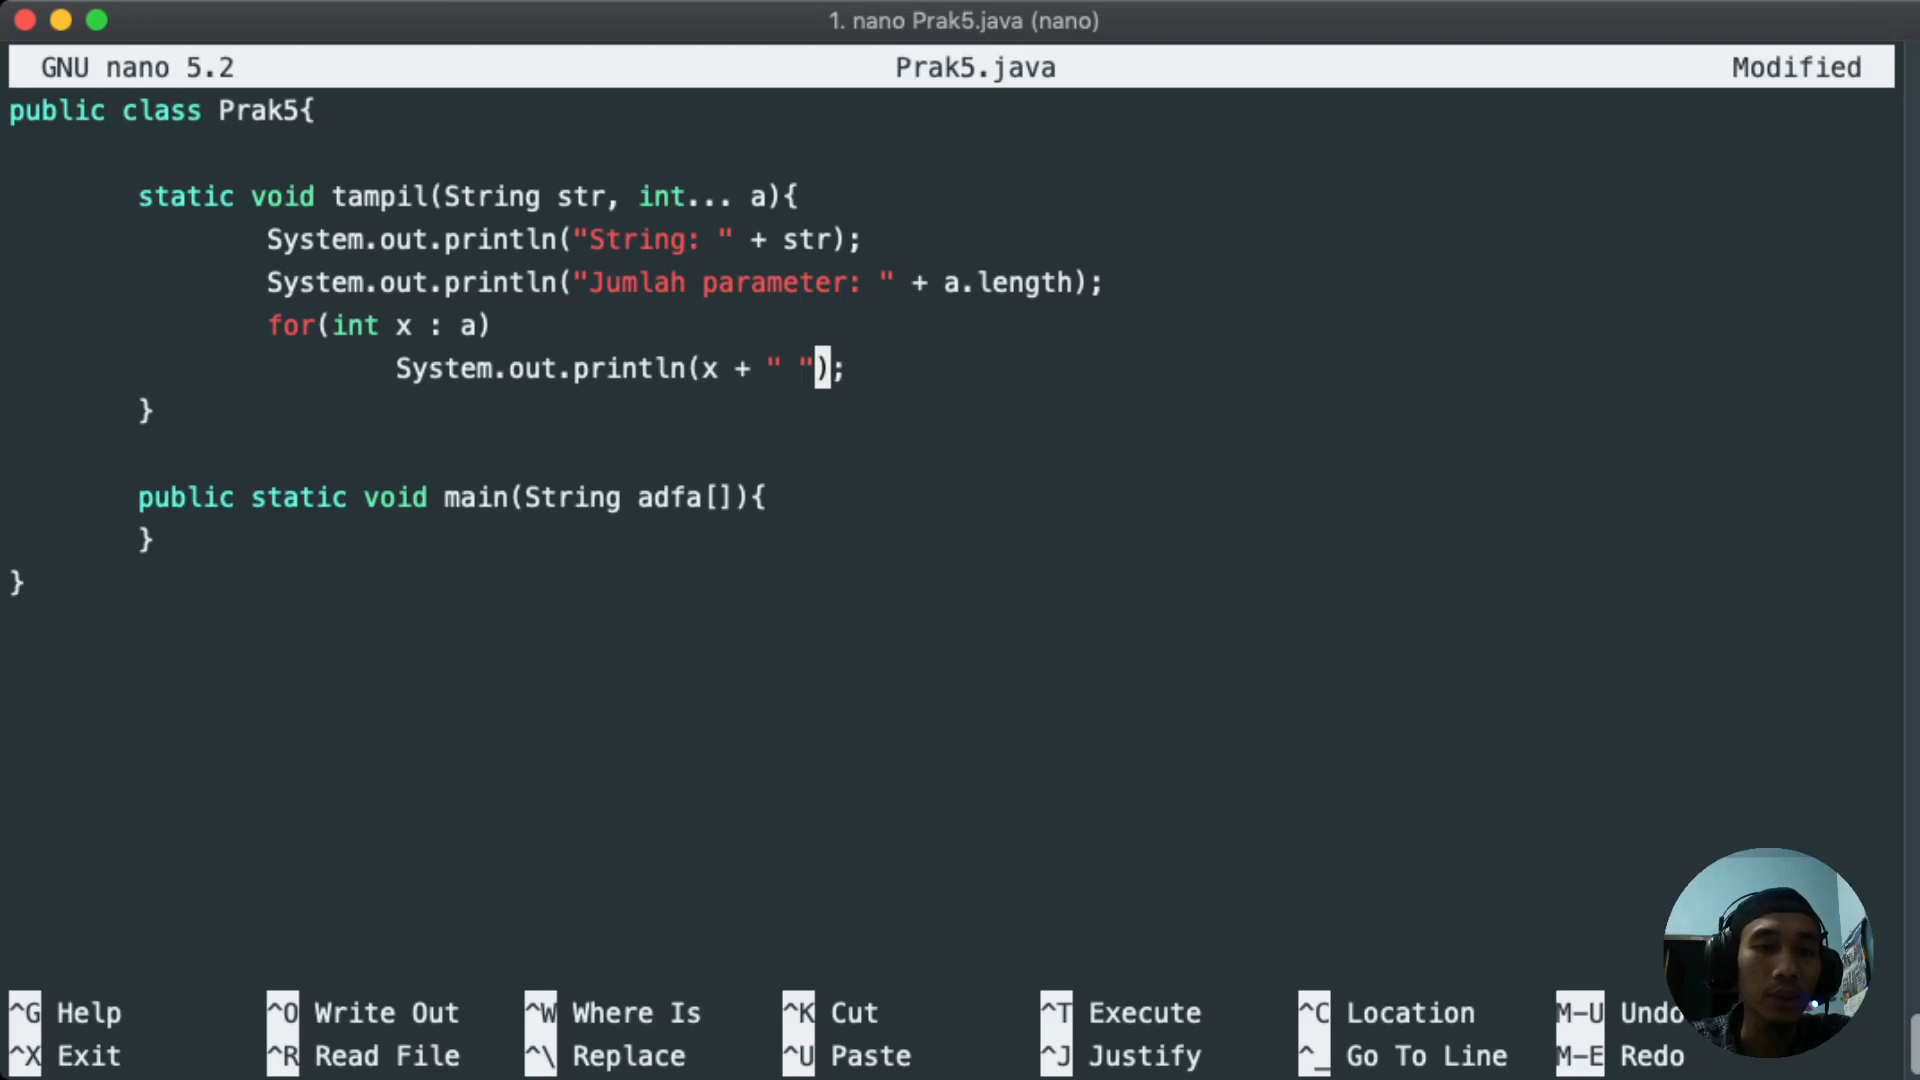 1. nano Prak5.java (nano)
GNU nano 5.2 Prak5.java Modified
public class Prak5{
static void tampil(String str, int... a){
System.out.println("String: " + str);
System.out.println("Jumlah parameter: " + a.length);
for(int x : a)
System.out.println(x + " ");
}
public static void main(String adfa[]){
}
}
^G Help ^O Write Out ^W Where Is ^K Cut ^T Execute ^C Location M-U Undo
^X Exit ^R Read File ^\ Replace ^U Paste ^J Justify ^_ Go To Line M-E Redo